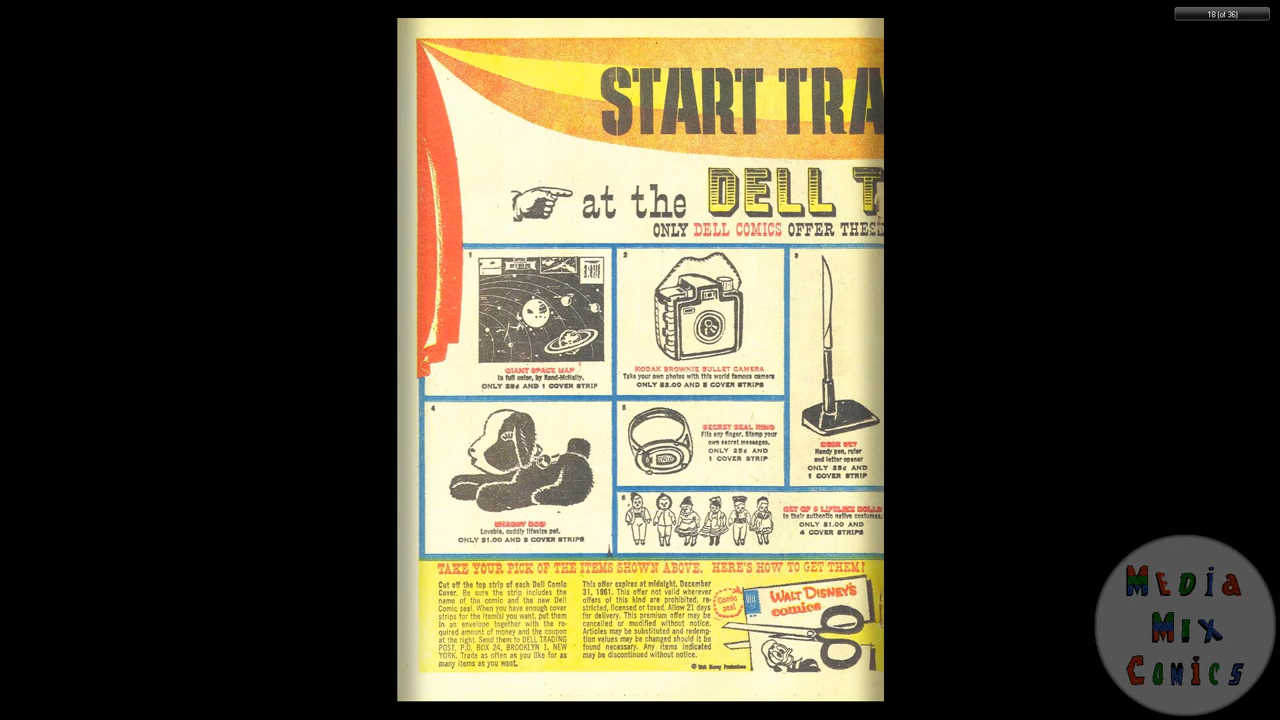 18 (of 36)
START TRA
at the DELL T
ONLY DELL COMICS OFFER THESE
1
GIANT SPACE MAP
In full color, by Rand-McNally.
ONLY 25¢ AND 1 COVER STRIP
2
KODAK BROWNIE BULLET CAMERA
Take your own photos with this world famous camera
ONLY $2.00 AND 5 COVER STRIPS
3
DESK SET
Handy pen, ruler
and letter opener
ONLY 25¢ AND
1 COVER STRIP
4
SHAGGY DOG
Lovable, cuddly lifesize pet.
ONLY $1.00 AND 3 COVER STRIPS
5
SECRET SEAL RING
Fits any finger. Stamp your
own secret messages.
ONLY 25¢ AND
1 COVER STRIP
6
SET OF 6 LIFELIKE DOLLS
In their authentic native costumes.
ONLY $1.00 AND
4 COVER STRIPS
TAKE YOUR PICK OF THE ITEMS SHOWN ABOVE. HERE'S HOW TO GET THEM!
Cut off the top strip of each Dell Comic
Cover. Be sure the strip includes the
name of the comic and the new Dell
Comic seal. When you have enough cover
strips for the item(s) you want, put them
in an envelope together with the re-
quired amount of money and the coupon
at the right. Send them to DELL TRADING
POST, P.O. BOX 24, BROOKLYN 1, NEW
YORK. Trade as often as you like for as
many items as you want.
This offer expires at midnight, December
31, 1961. This offer not valid wherever
offers of this kind are prohibited, re-
stricted, licensed or taxed. Allow 21 days
for delivery. This premium offer may be
cancelled or modified without notice.
Articles may be substituted and redemp-
tion values may be changed should it be
found necessary. Any items indicated
may be discontinued without notice.
Comic
seal
WALT DISNEY'S
comics
© Walt Disney Productions
MEDIA
MIX
COMICS